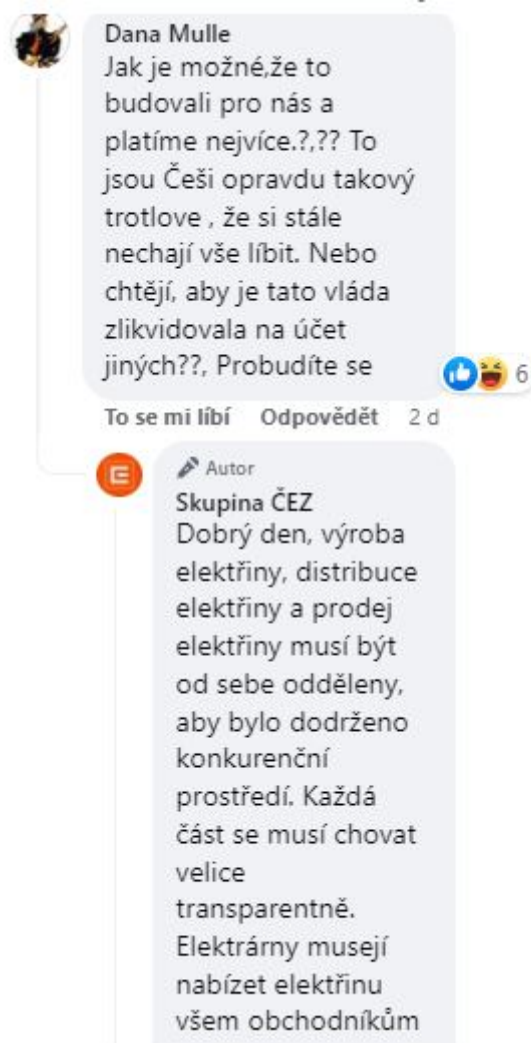 Dana Mulle
Jak je možné,že to
budovali pro nás a
platíme nejvíce.?,?? To
jsou Češi opravdu takový
trotlove , že si stále
nechají vše líbit. Nebo
chtějí, aby je tato vláda
zlikvidovala na účet
jiných??, Probudíte se
6
To se mi líbí Odpovědět 2 d
Autor
Skupina ČEZ
Dobrý den, výroba
elektřiny, distribuce
elektřiny a prodej
elektřiny musí být
od sebe odděleny,
aby bylo dodrženo
konkurenční
prostředí. Každá
část se musí chovat
velice
transparentně.
Elektrárny musejí
nabízet elektřinu
všem obchodníkům